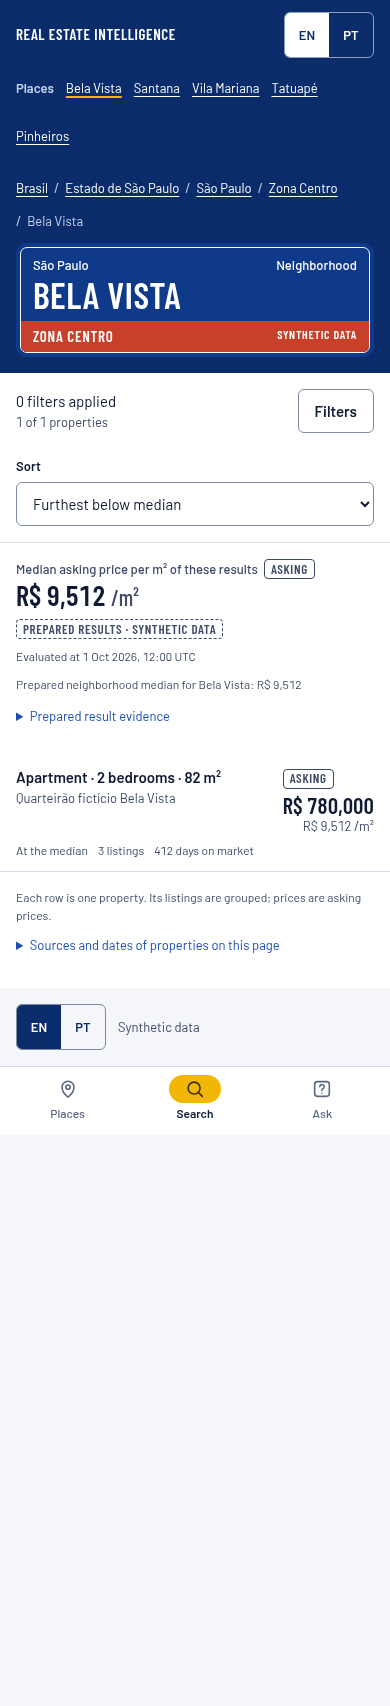 REAL ESTATE INTELLIGENCE
EN PT
Places Bela Vista Santana Vila Mariana Tatuapé
Pinheiros
Brasil / Estado de São Paulo / São Paulo / Zona Centro
/ Bela Vista
São Paulo Neighborhood
BELA VISTA
ZONA CENTRO SYNTHETIC DATA
0 filters applied
1 of 1 properties
Filters
Sort
Furthest below median
Median asking price per m² of these results ASKING
R$ 9,512 /m²
PREPARED RESULTS · SYNTHETIC DATA
Evaluated at 1 Oct 2026, 12:00 UTC
Prepared neighborhood median for Bela Vista: R$ 9,512
Prepared result evidence
Apartment · 2 bedrooms · 82 m²
Quarteirão fictício Bela Vista
ASKING
R$ 780,000
R$ 9,512 /m²
At the median 3 listings 412 days on market
Each row is one property. Its listings are grouped; prices are asking
prices.
Sources and dates of properties on this page
EN PT Synthetic data
Places Search Ask